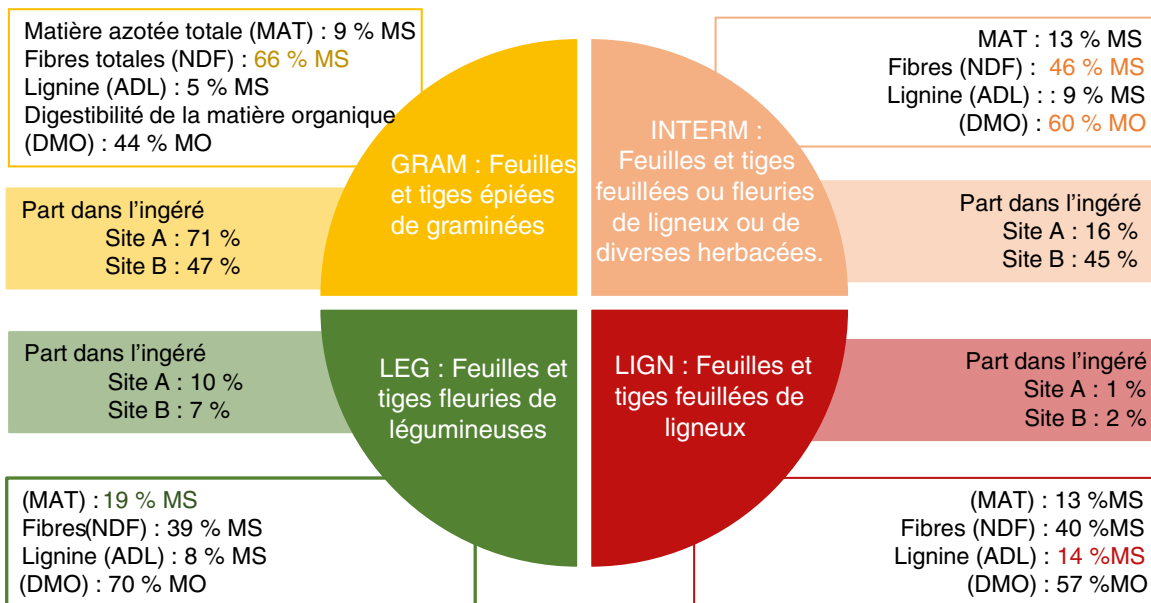 Matière azotée totale (MAT) : 9 % MS
Fibres totales (NDF) : 66 % MS
Lignine (ADL) : 5 % MS
Digestibilité de la matière organique
(DMO) : 44 % MO
MAT : 13 % MS
Fibres (NDF) : 46 % MS
Lignine (ADL) : : 9 % MS
(DMO) : 60 % MO
GRAM : Feuilles
et tiges épiées
de graminées
INTERM :
Feuilles et tiges
feuillées ou fleuries
de ligneux ou de
diverses herbacées.
Part dans l’ingéré
Site A : 71 %
Site B : 47 %
Part dans l’ingéré
Site A : 16 %
Site B : 45 %
Part dans l’ingéré
Site A : 10 %
Site B : 7 %
LEG : Feuilles et
tiges fleuries de
légumineuses
LIGN : Feuilles et
tiges feuillées de
ligneux
Part dans l’ingéré
Site A : 1 %
Site B : 2 %
(MAT) : 19 % MS
Fibres(NDF) : 39 % MS
Lignine (ADL) : 8 % MS
(DMO) : 70 % MO
(MAT) : 13 %MS
Fibres (NDF) : 40 %MS
Lignine (ADL) : 14 %MS
(DMO) : 57 %MO